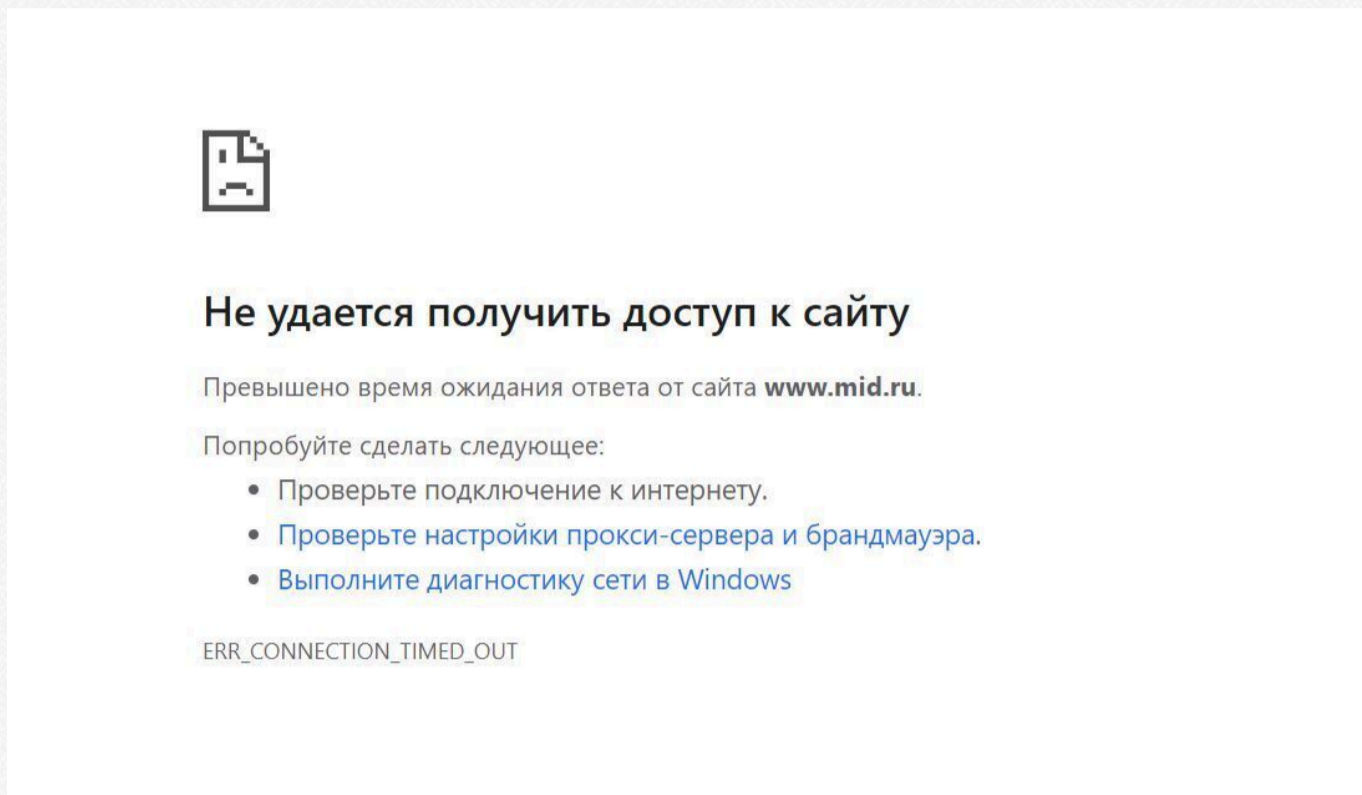 Не удается получить доступ к сайту
Превышено время ожидания ответа от сайта www.mid.ru.
Попробуйте сделать следующее:
• Проверьте подключение к интернету.
• Проверьте настройки прокси-сервера и брандмауэра.
• Выполните диагностику сети в Windows
ERR_CONNECTION_TIMED_OUT